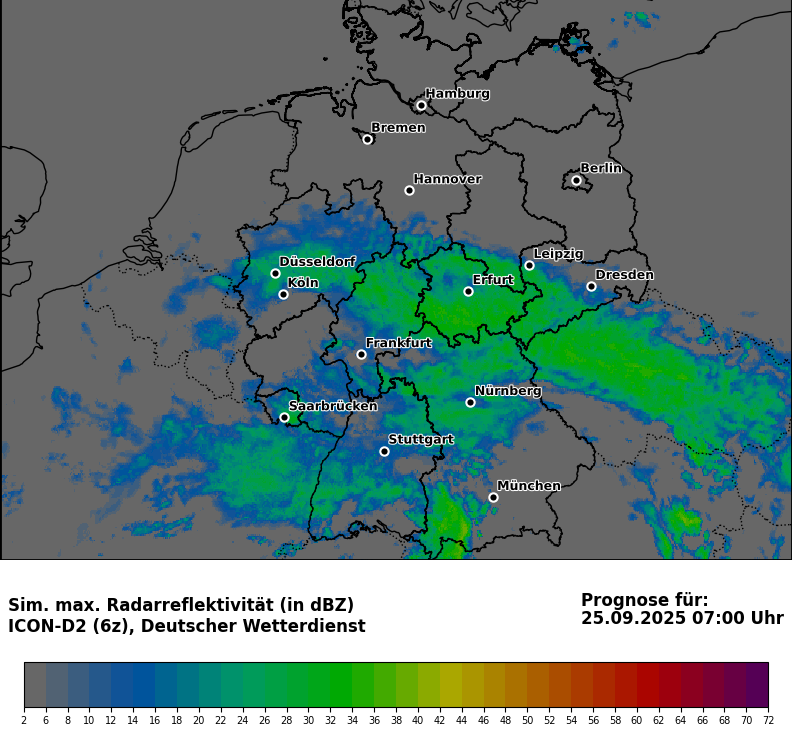 Hamburg
Bremen
Berlin
Hannover
Leipzig
Düsseldorf
Dresden
Köln
Erfurt
Frankfurt
Nürnberg
Saarbrücken
Stuttgart
München
Sim. max. Radarreflektivität (in dBZ)
ICON-D2 (6z), Deutscher Wetterdienst
Prognose für:
25.09.2025 07:00 Uhr
2 6 8 10 12 14 16 18 20 22 24 26 28 30 32 34 36 38 40 42 44 46 48 50 52 54 56 58 60 62 64 66 70 72